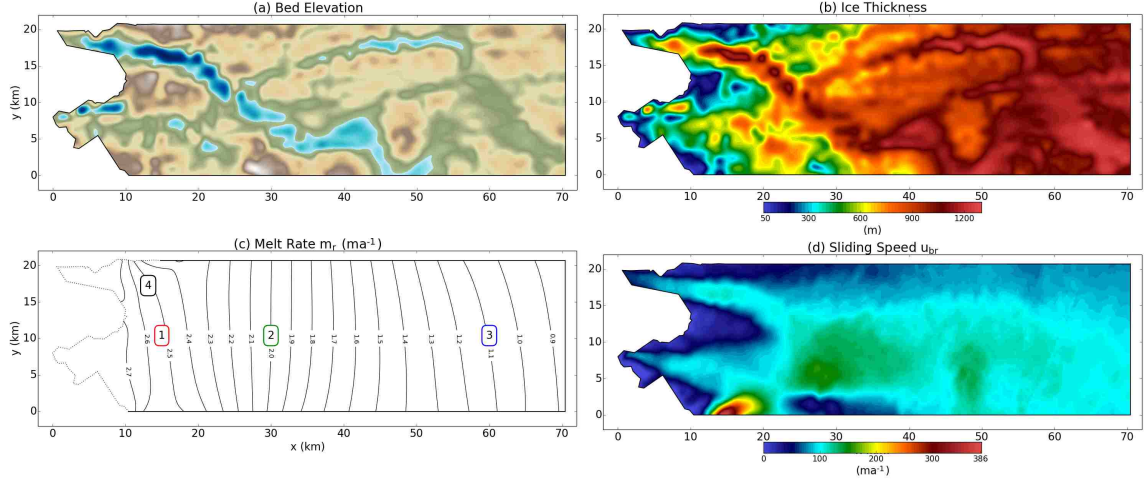 (a) Bed Elevation
20
15
10
5
0
y (km)
0 10 20 30 40 50 60 70
(b) Ice Thickness
20
15
10
5
0
0 10 20 30 40 50 60 70
50 300 600 900 1200
(m)
(c) Melt Rate mᵣ (ma⁻¹)
20
15
10
5
0
y (km)
4
1
2
3
2.7 2.6 2.5 2.4 2.3 2.2 2.1 2.0 1.9 1.8 1.7 1.6 1.5 1.4 1.3 1.2 1.1 1.0 0.9
0 10 20 30 40 50 60 70
x (km)
(d) Sliding Speed u_br
20
15
10
5
0
0 10 20 30 40 50 60 70
0 100 200 300 386
(ma⁻¹)